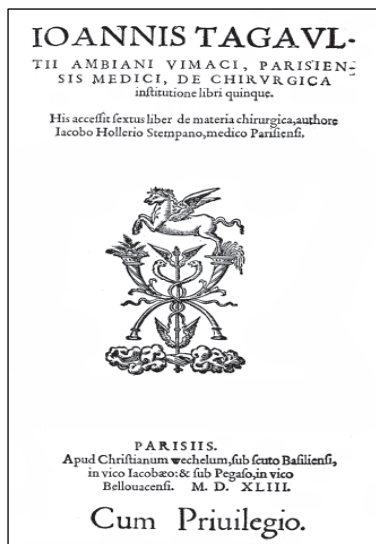 IOANNIS TAGAVL-
TII AMBIANI VIMACI, PARISIEN-
SIS MEDICI, DE CHIRVRGICA
inſtitutione libri quinque.
His acceſſit ſextus liber de materia chirurgica, authore
Iacobo Hollerio Stempano, medico Pariſienſi.
PARISIIS.
Apud Chriſtianum wechelum, ſub ſcuto Baſilienſi,
in vico Iacobæo: & ſub Pegaſo, in vico
Bellouacenſi. M. D. XLIII.
Cum Priuilegio.